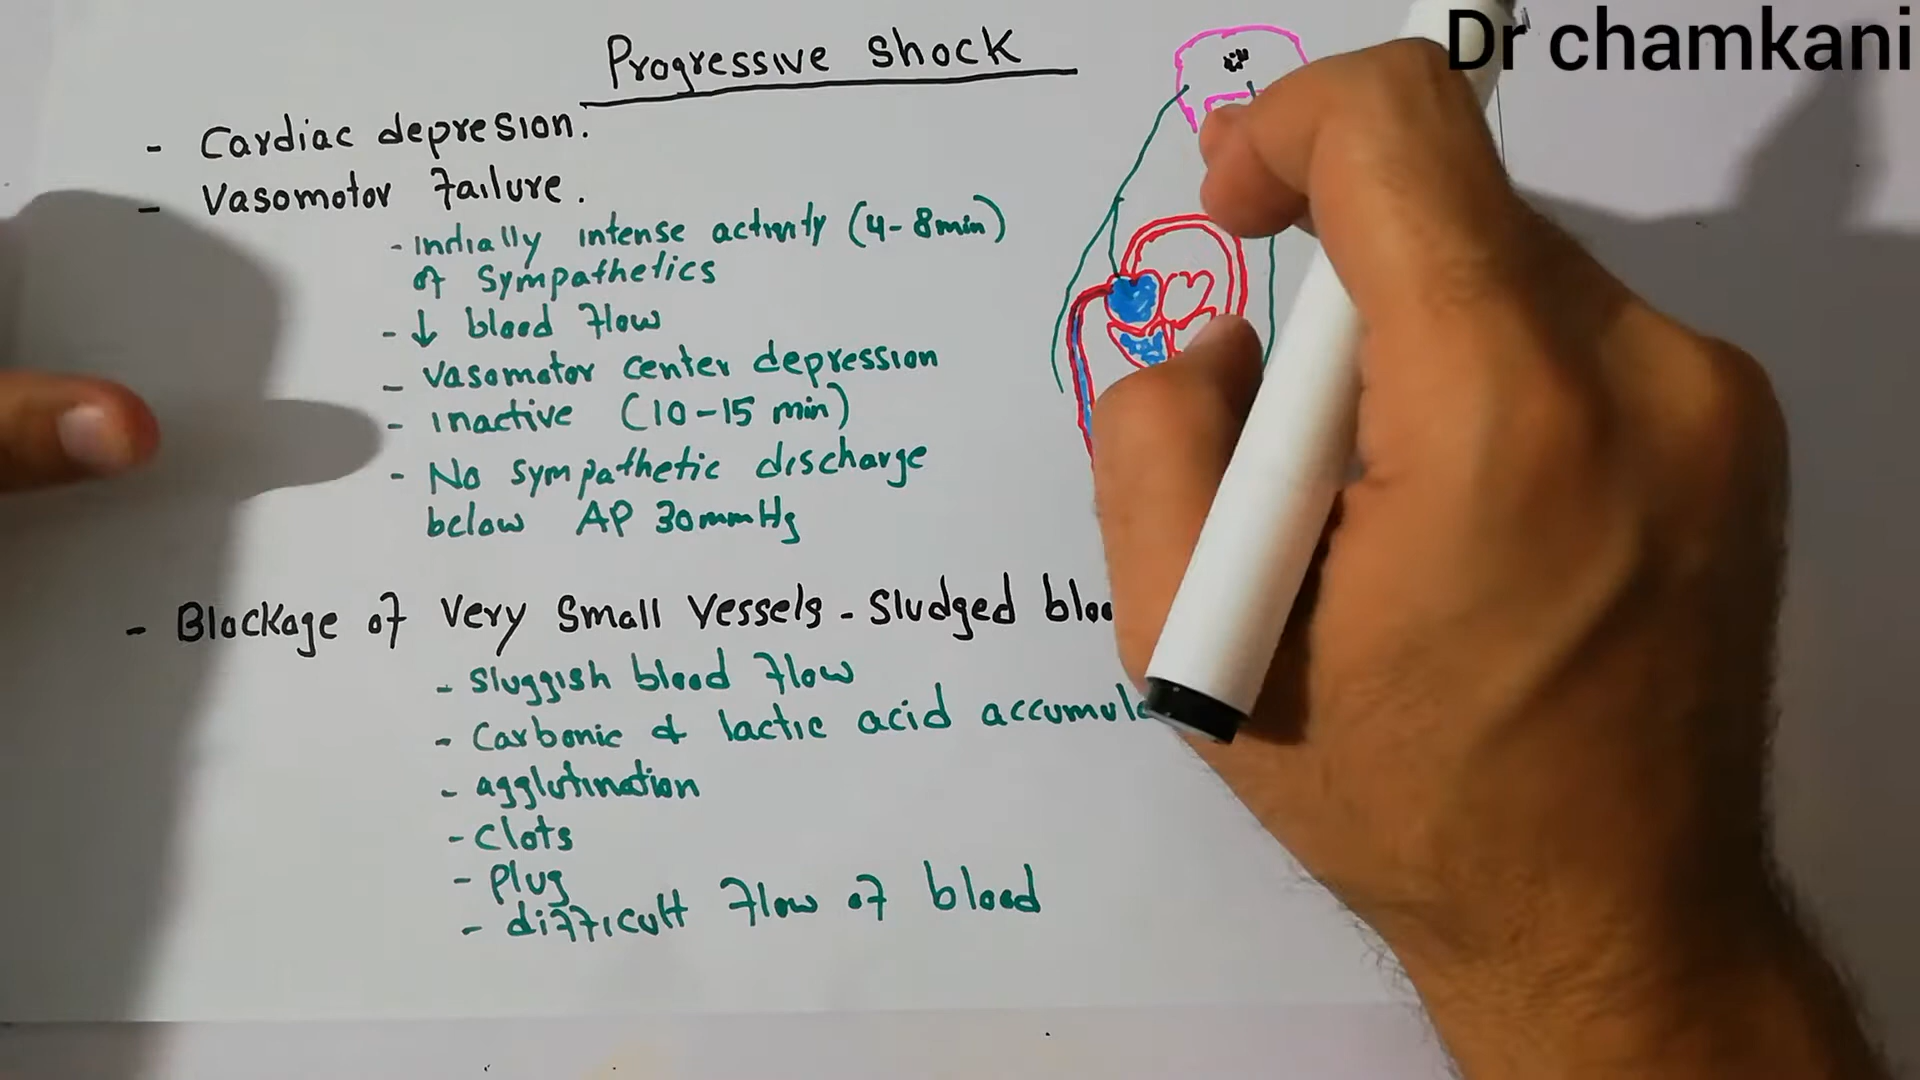 Dr chamkani
Progressive shock
- Cardiac depresion.
- Vasomotor Failure.
- Initially intense activity (4-8min)
of Sympathetics
- ↓ blood Flow
- Vasomotor center depression
- Inactive (10-15 min)
- No sympathetic discharge
below AP 30mmHg
- Blockage of Very Small Vessels - Sludged
- Sluggish blood Flow
- Carbonic & lactic acid
- agglutination
- Clots
- plug
- difficult Flow of blood